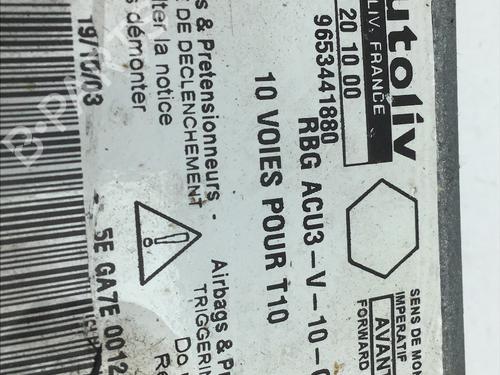 utoliv
LIV. FRANCE
20 10 00
9653441880
RBG ACU3-V-10-
10 VOIES POUR T10
SENS DE MON
IMPERATIF
AVANT
FORWARD
s & Pretensionneurs -
DE DECLENCHEMENT
lter la notice
démonter
Airbags & P
TRIGGERIN
Do
Re
19/10/03
5E GA7E 0012